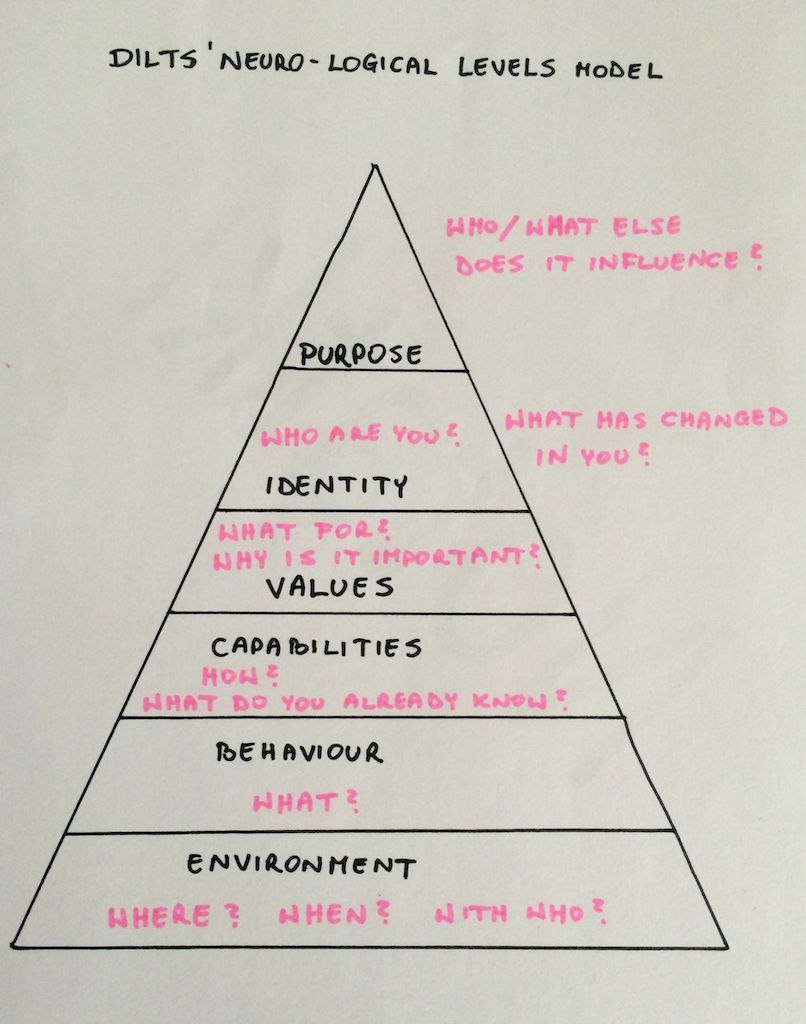 DILTS' NEURO-LOGICAL LEVELS MODEL
WHO/WHAT ELSE
DOES IT INFLUENCE?
PURPOSE
WHO ARE YOU?
WHAT HAS CHANGED
IN YOU?
IDENTITY
WHAT FOR?
WHY IS IT IMPORTANT?
VALUES
CAPABILITIES
HOW?
WHAT DO YOU ALREADY KNOW?
BEHAVIOUR
WHAT?
ENVIRONMENT
WHERE? WHEN? WITH WHO?